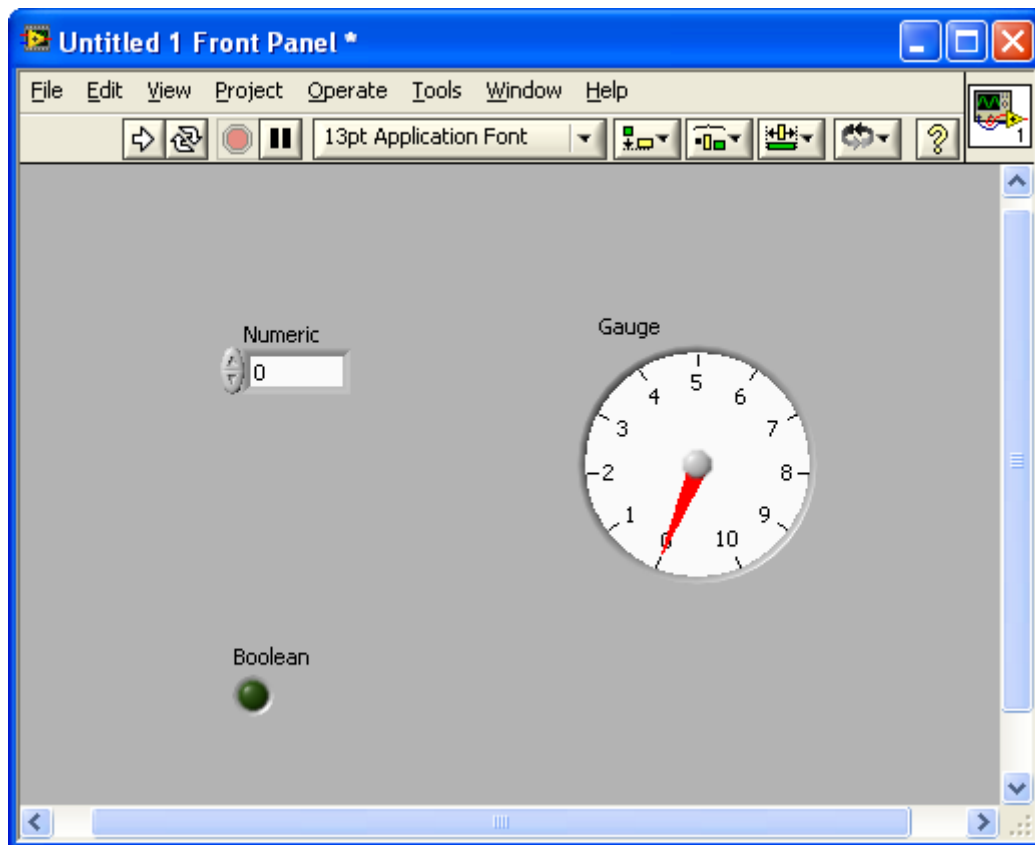 Untitled 1 Front Panel *
File Edit View Project Operate Tools Window Help
13pt Application Font
1
Numeric
0
Gauge
5
4 6
3 7
2 8
1 9
0 10
Boolean